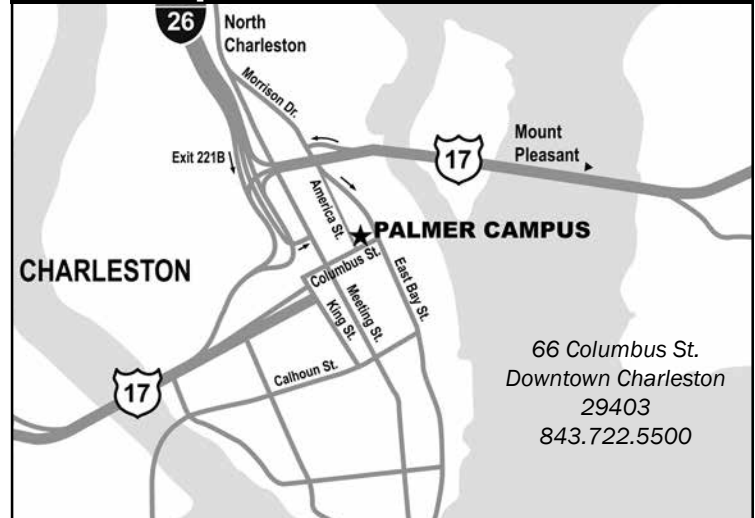 26
North
Charleston
Morrison Dr.
Exit 221B
17
Mount
Pleasant
America St.
PALMER CAMPUS
Columbus St.
CHARLESTON
East Bay St.
King St.
Meeting St.
17
Calhoun St.
66 Columbus St.
Downtown Charleston
29403
843.722.5500